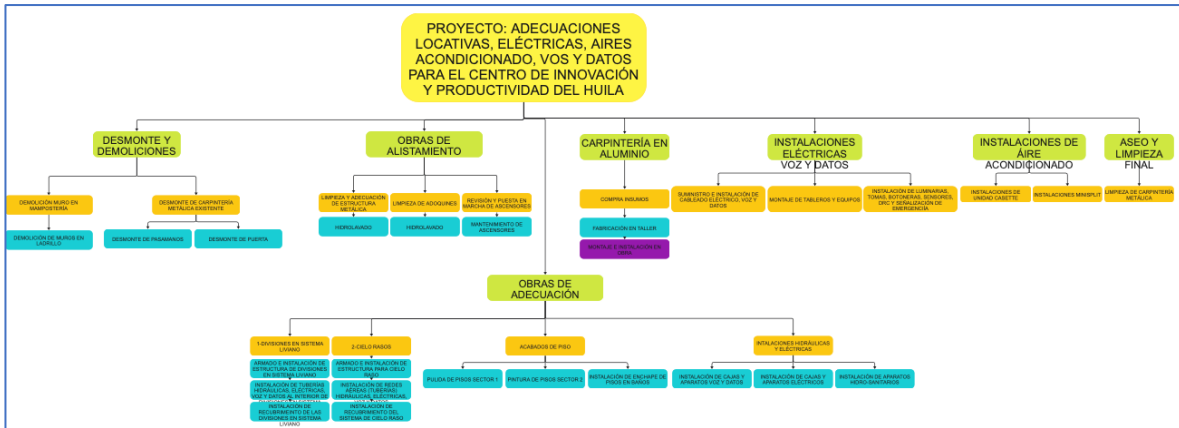 PROYECTO: ADECUACIONES
LOCATIVAS, ELÉCTRICAS, AIRES
ACONDICIONADO, VOS Y DATOS
PARA EL CENTRO DE INNOVACIÓN
Y PRODUCTIVIDAD DEL HUILA
DESMONTE Y
DEMOLICIONES
OBRAS DE
ALISTAMIENTO
CARPINTERÍA EN
ALUMINIO
INSTALACIONES
ELÉCTRICAS
VOZ Y DATOS
INSTALACIONES DE
ÁIRE
ACONDICIONADO
ASEO Y
LIMPIEZA
FINAL
DEMOLICIÓN MURO EN
MAMPOSTERÍA
DESMONTE DE CARPINTERÍA
METÁLICA EXISTENTE
LIMPIEZA Y ADECUACIÓN
DE ESTRUCTURA
METÁLICA
LIMPIEZA DE ADOQUINES
REVISIÓN Y PUESTA EN
MARCHA DE ASCENSORES
COMPRA INSUMOS
SUMINISTRO E INSTALACIÓN DE
CABLEADO ELÉCTRICO, VOZ Y
DATOS
MONTAJE DE TABLEROS Y EQUIPOS
INSTALACIÓN DE LUMINARIAS,
TOMAS, BOTONERAS, SENSORES,
DRC Y SEÑALIZACIÓN DE
EMERGENCIA
INSTALACIONES DE
UNIDAD CASETTE
INSTALACIONES MINISPLIT
LIMPIEZA DE CARPINTERÍA
METÁLICA
DEMOLICIÓN DE MUROS EN
LADRILLO
DESMONTE DE PASAMANOS
DESMONTE DE PUERTA
HIDROLAVADO
HIDROLAVADO
MANTENIMIENTO DE
ASCENSORES
FABRICACIÓN EN TALLER
MONTAJE E INSTALACIÓN EN
OBRA
OBRAS DE
ADECUACIÓN
1-DIVISIONES EN SISTEMA
LIVIANO
2-CIELO RASOS
ACABADOS DE PISO
INTALACIONES HIDRÁULICAS
Y ELÉCTRICAS
ARMADO E INSTALACIÓN DE
ESTRUCTURA DE DIVISIONES
EN SISTEMA LIVIANO
ARMADO E INSTALACIÓN DE
ESTRUCTURA PARA CIELO
RASO
PULIDA DE PISOS SECTOR 1
PINTURA DE PISOS SECTOR 2
INSTALACIÓN DE ENCHAPE DE
PISOS EN BAÑOS
INSTALACIÓN DE CAJAS Y
APARATOS VOZ Y DATOS
INSTALACIÓN DE CAJAS Y
APARATOS ELÉCTRICOS
INSTALACIÓN DE APARATOS
HIDRO-SANITARIOS
INSTALACIÓN DE TUBERÍAS
HIDRÁULICAS, ELÉCTRICAS,
VOZ Y DATOS AL INTERIOR DE
INSTALACIÓN DE REDES
AÉREAS (TUBERÍAS)
HIDRÁULICAS, ELÉCTRICAS,
INSTALACIÓN DE
RECUBRIMIENTO DE LAS
DIVISIONES EN SISTEMA
LIVIANO
INSTALACIÓN DE
RECUBRIMIENTO DEL
SISTEMA DE CIELO RASO